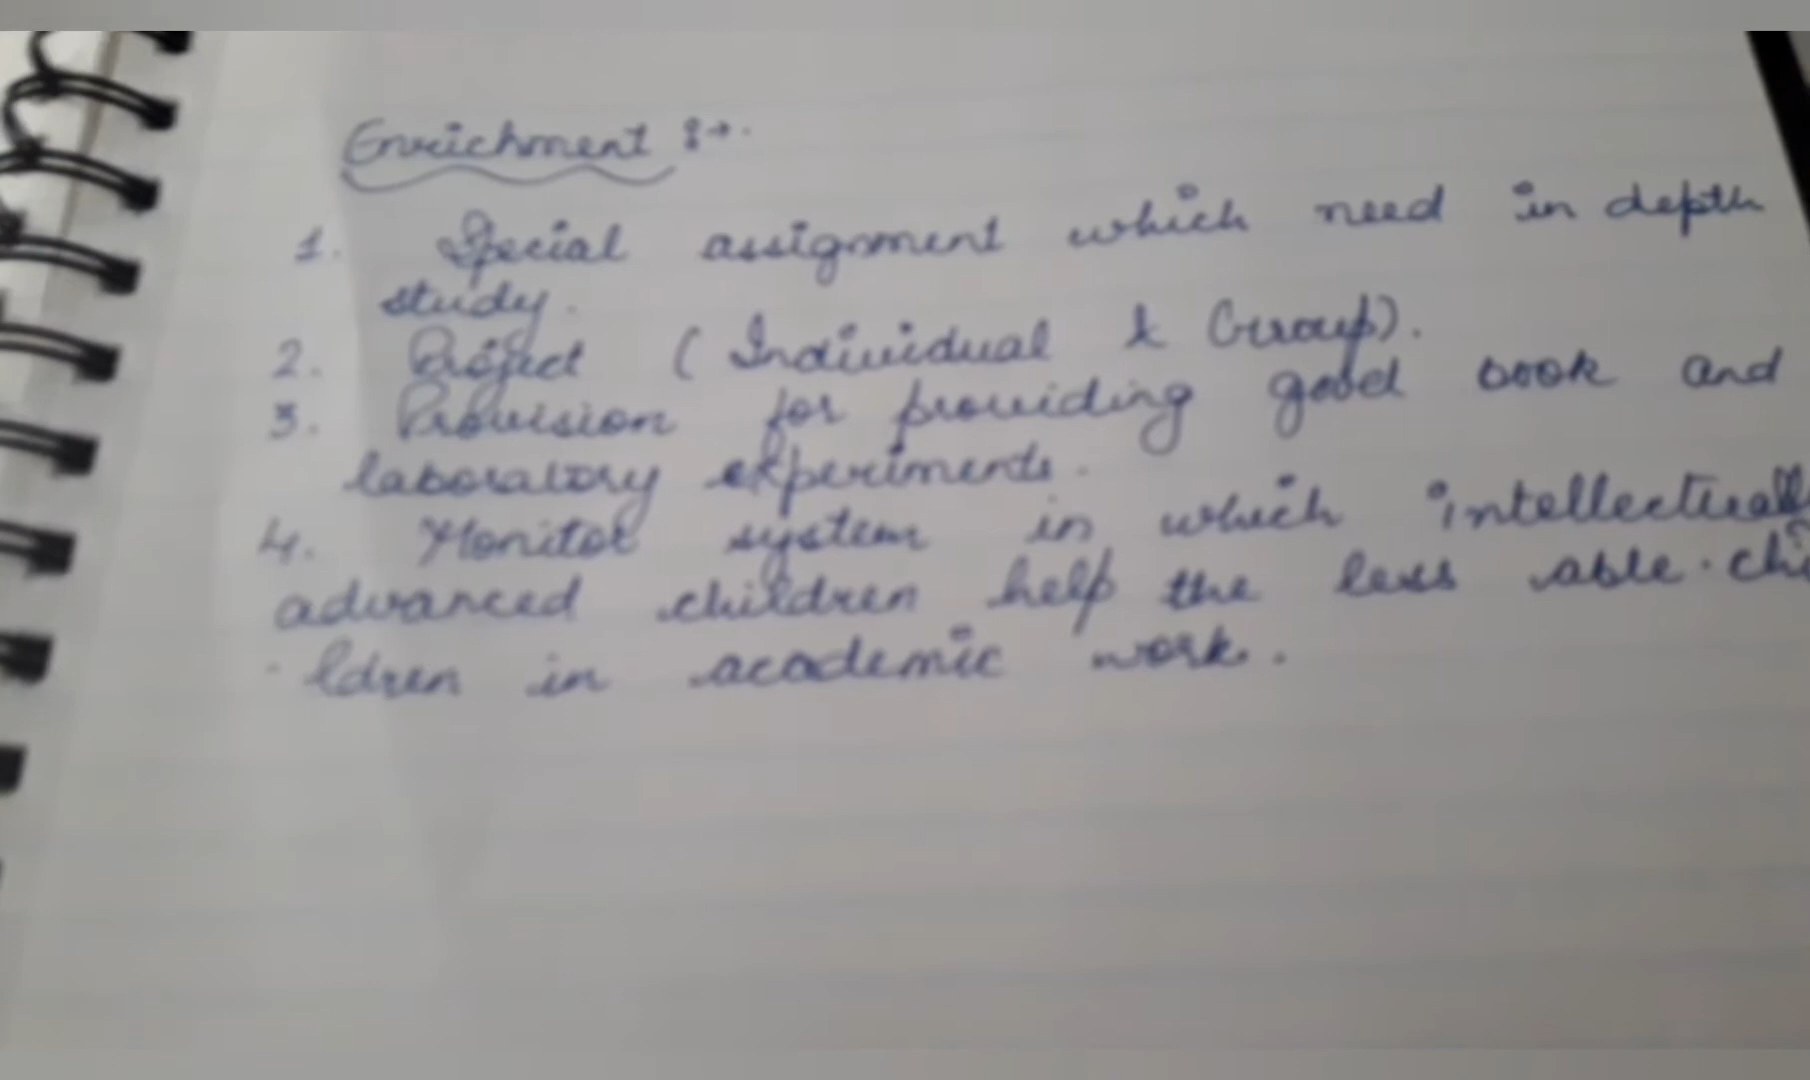 Enrichment :→.
1. Special assignment which need in depth
study.
2. Project ( Individual & Group).
3. Provision for providing good book and
laboratory experiments.
4. Monitor system in which intellectually
advanced children help the less able chi
ldren in academic work.